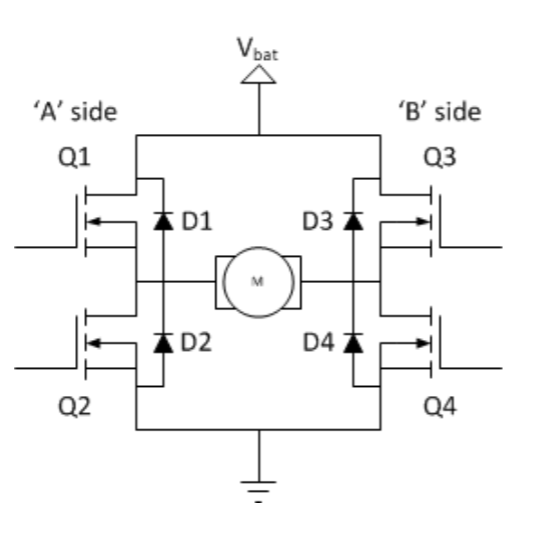 Vbat
‘A’ side
‘B’ side
Q1
Q3
D1
D3
M
D2
D4
Q2
Q4